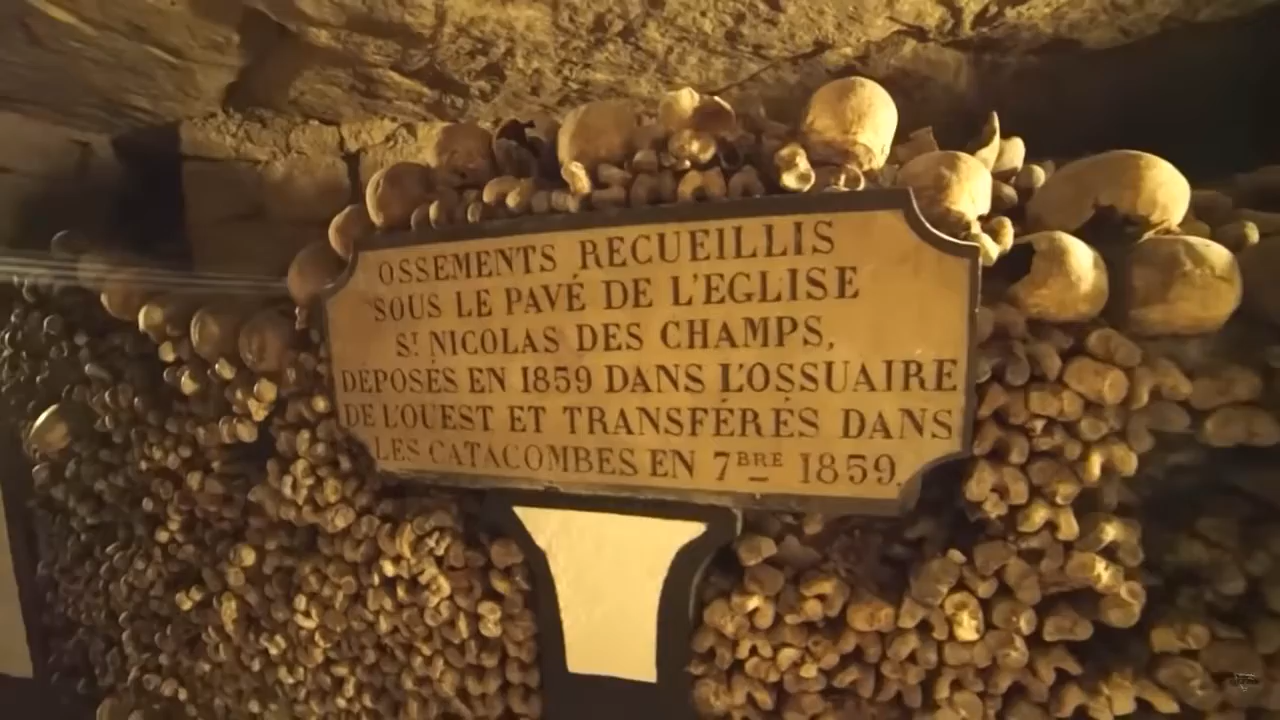 OSSEMENTS RECUEILLIS
SOUS LE PAVÉ DE L'EGLISE
ST NICOLAS DES CHAMPS,
DÉPOSÉS EN 1859 DANS L'OSSUAIRE
DE L'OUEST ET TRANSFÉRÉS DANS
LES CATACOMBES EN 7BRE 1859.